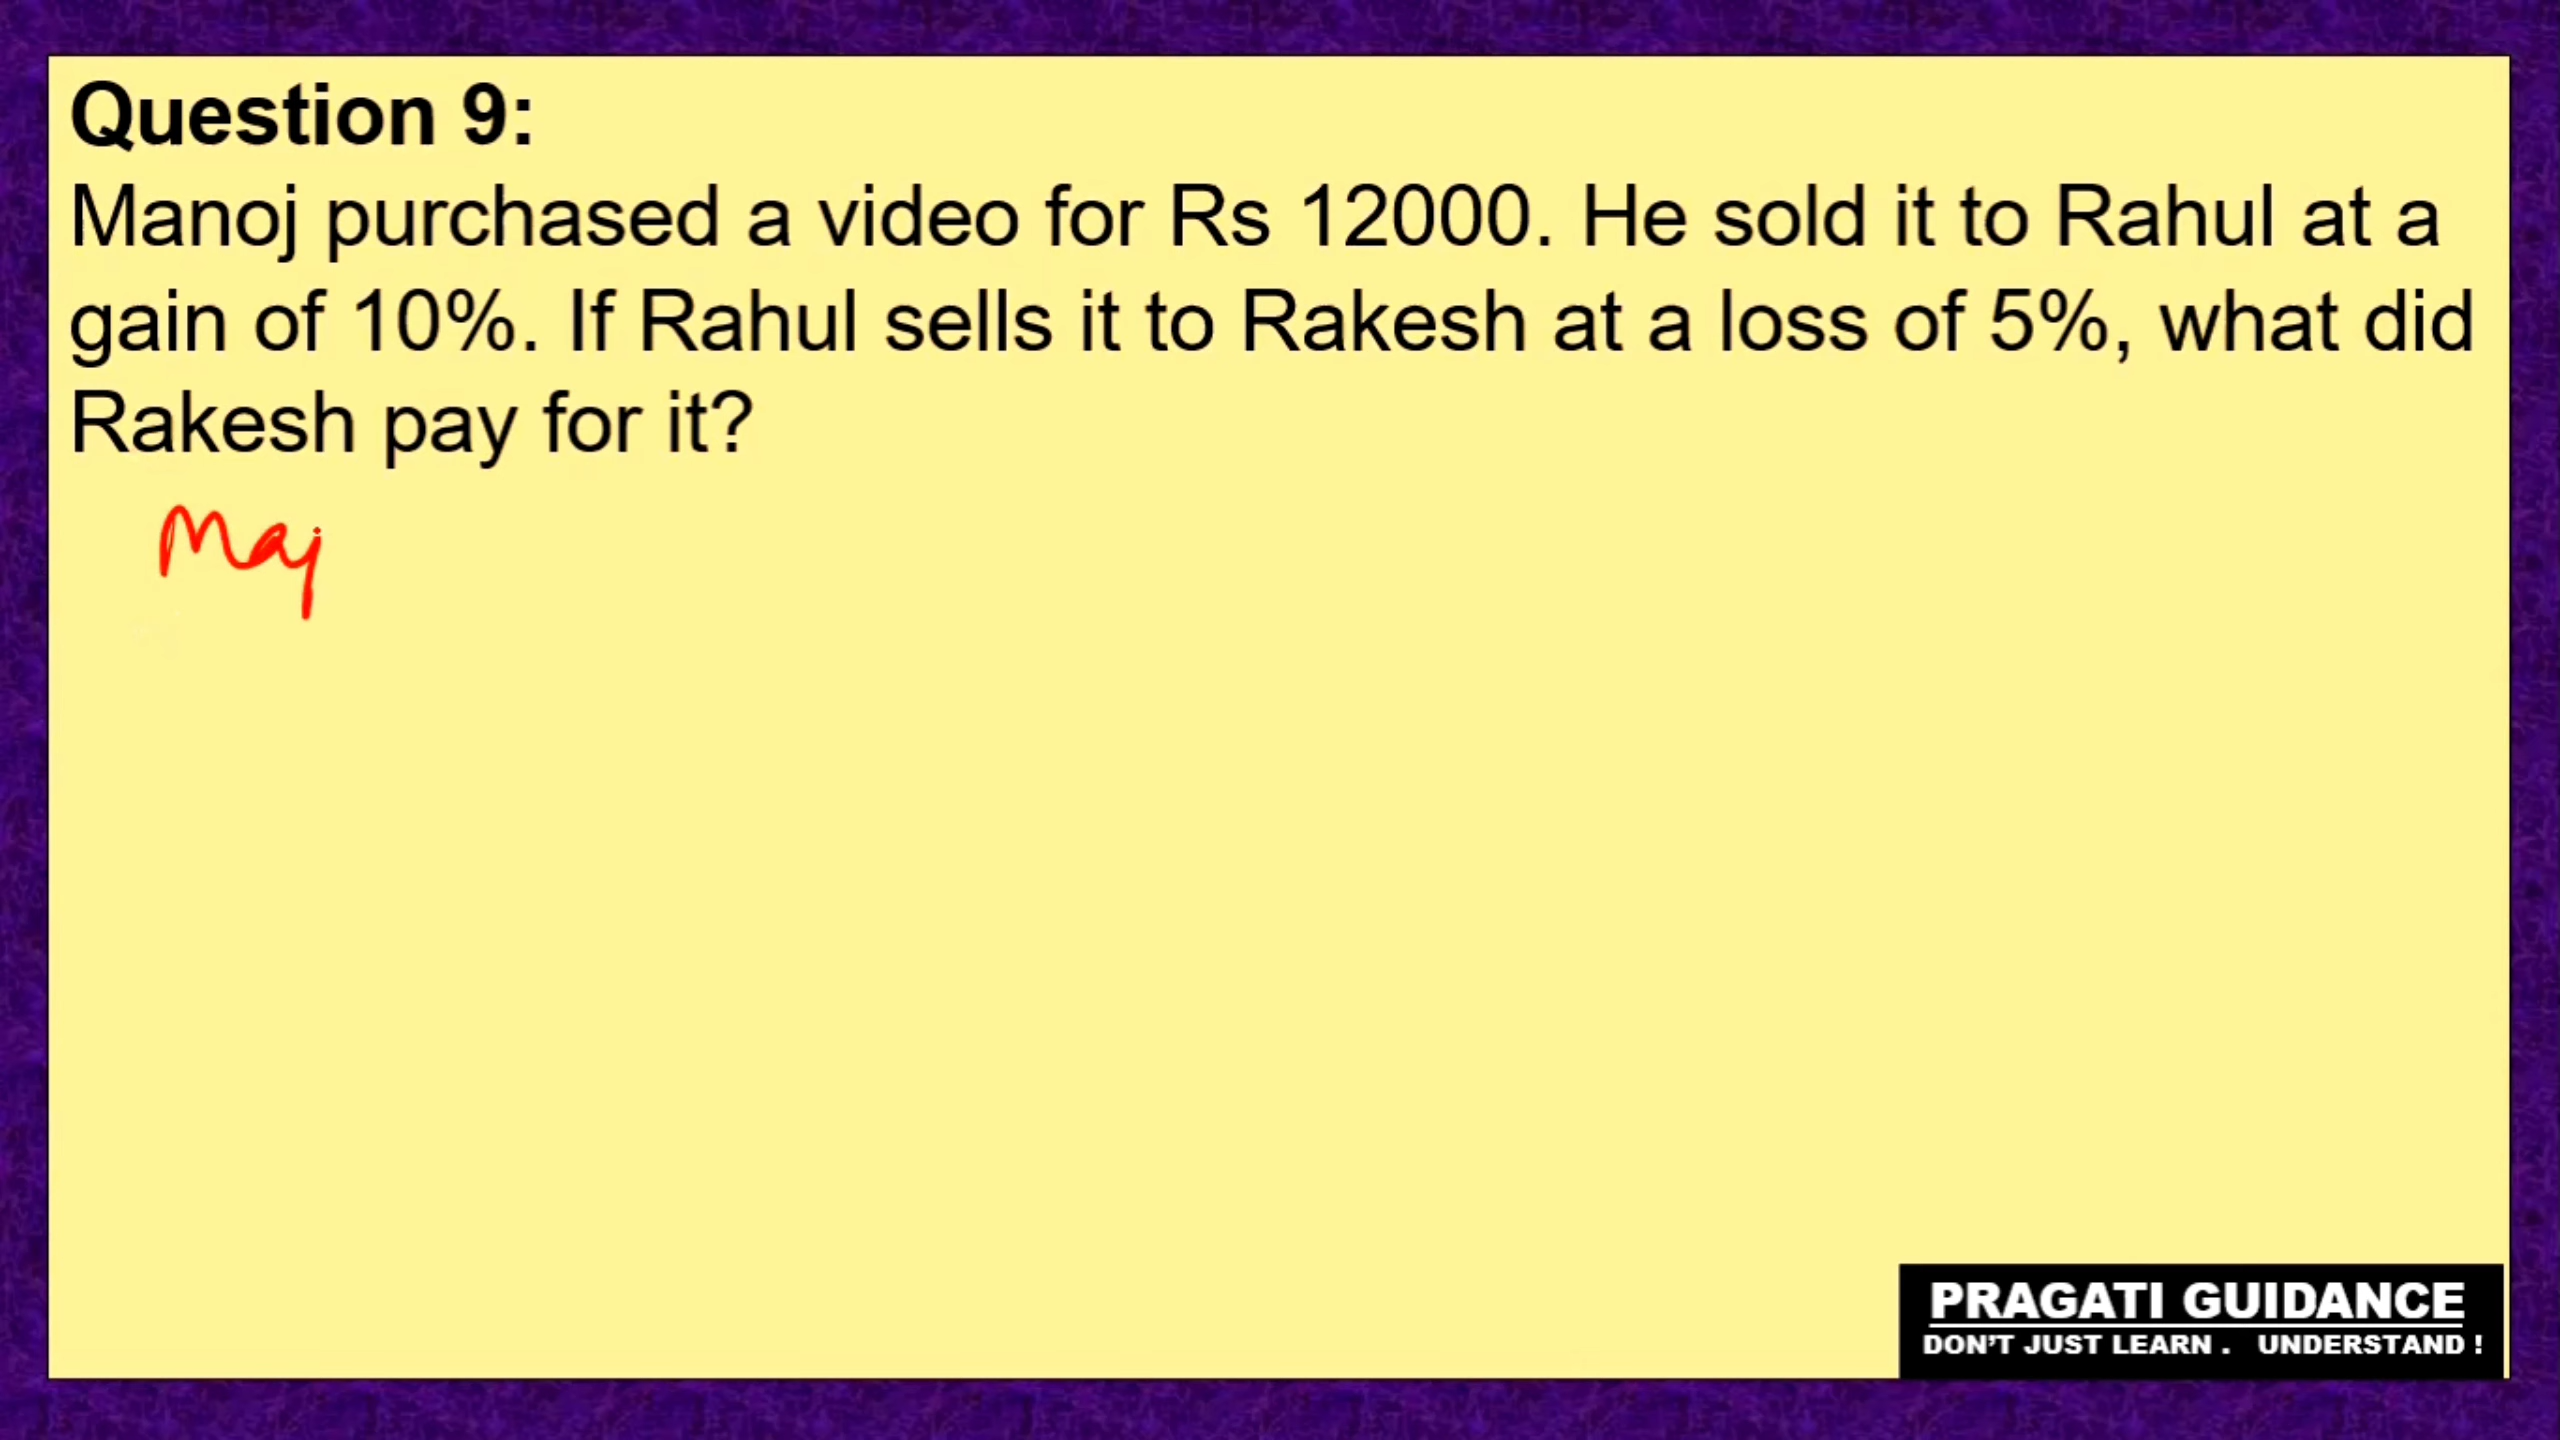 Question 9:
Manoj purchased a video for Rs 12000. He sold it to Rahul at a
gain of 10%. If Rahul sells it to Rakesh at a loss of 5%, what did
Rakesh pay for it?
Maj
PRAGATI GUIDANCE
DON'T JUST LEARN . UNDERSTAND !